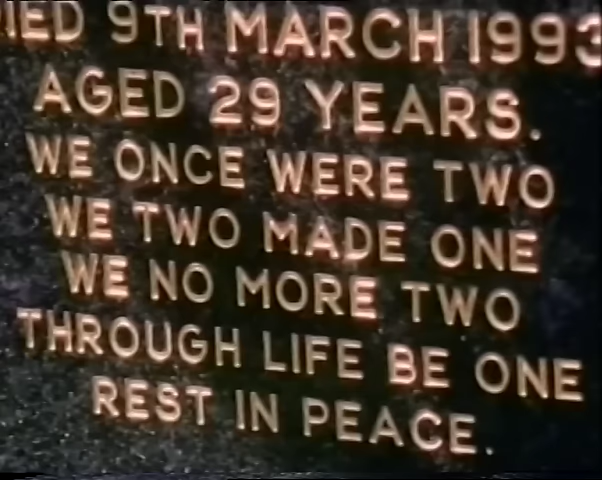 DIED 9TH MARCH 1993
AGED 29 YEARS.
WE ONCE WERE TWO
WE TWO MADE ONE
WE NO MORE TWO
THROUGH LIFE BE ONE
REST IN PEACE.